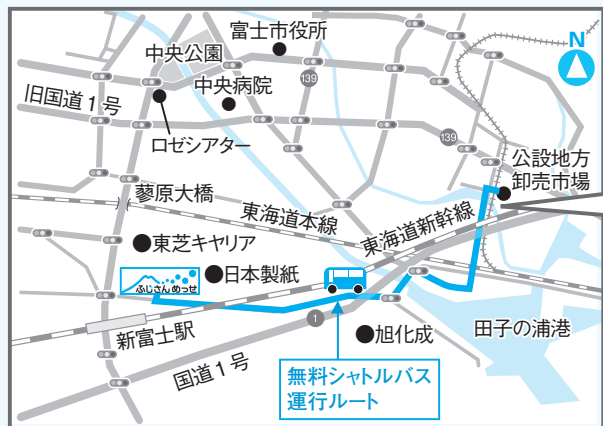 富士市役所
中央公園
N
139
中央病院
旧国道1号
ロゼシアター
139
公設地方
卸売市場
蓼原大橋
東海道本線
東海道新幹線
東芝キャリア
日本製紙
ふじさんめっせ
新富士駅
1
旭化成
田子の浦港
国道1号
無料シャトルバス
運行ルート